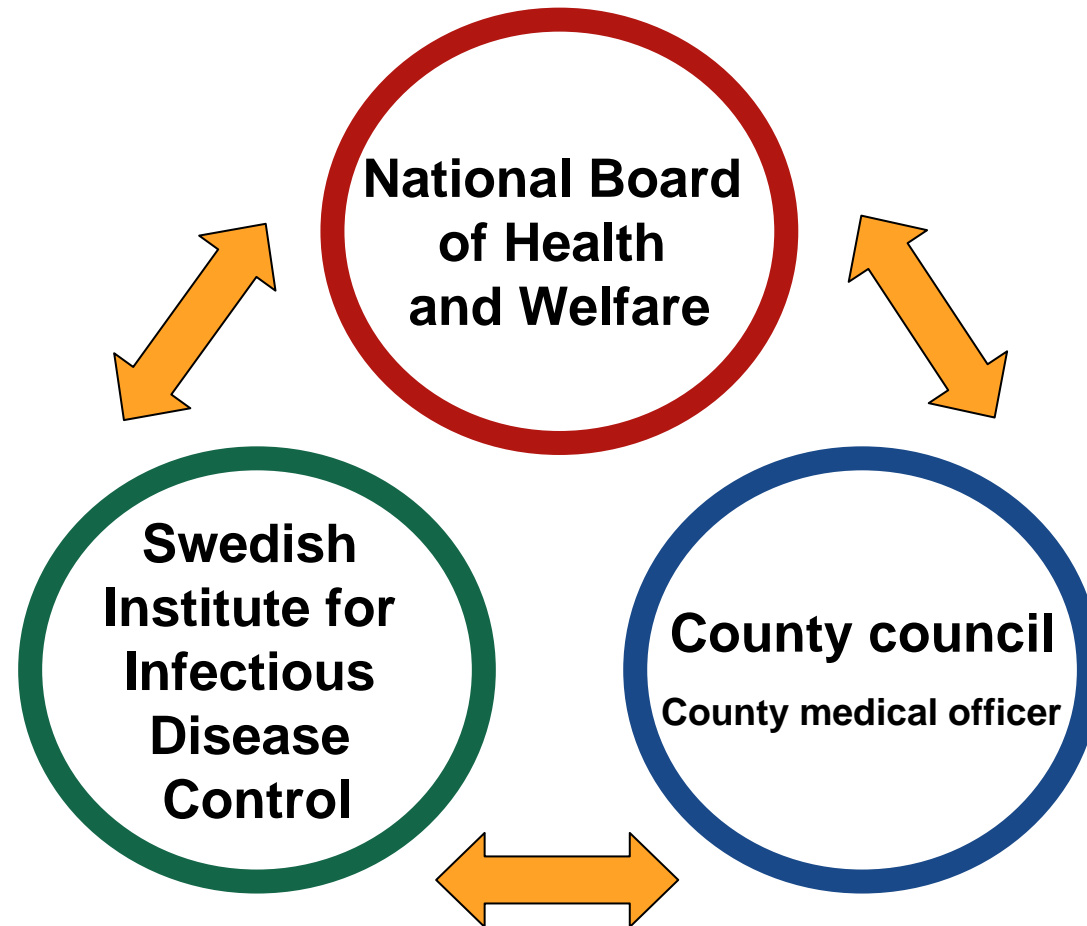 National Board
of Health
and Welfare
Swedish
Institute for
Infectious
Disease
Control
County council
County medical officer